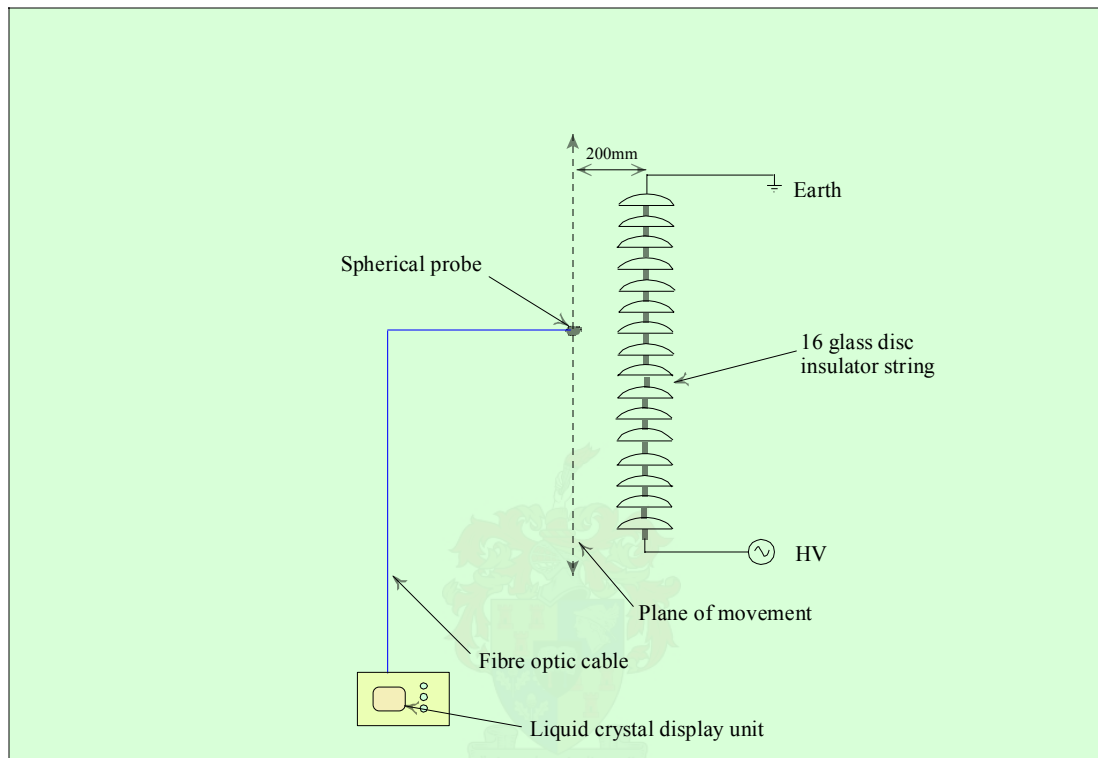 200mm
Earth
Spherical probe
16 glass disc
insulator string
HV
Plane of movement
Fibre optic cable
Liquid crystal display unit